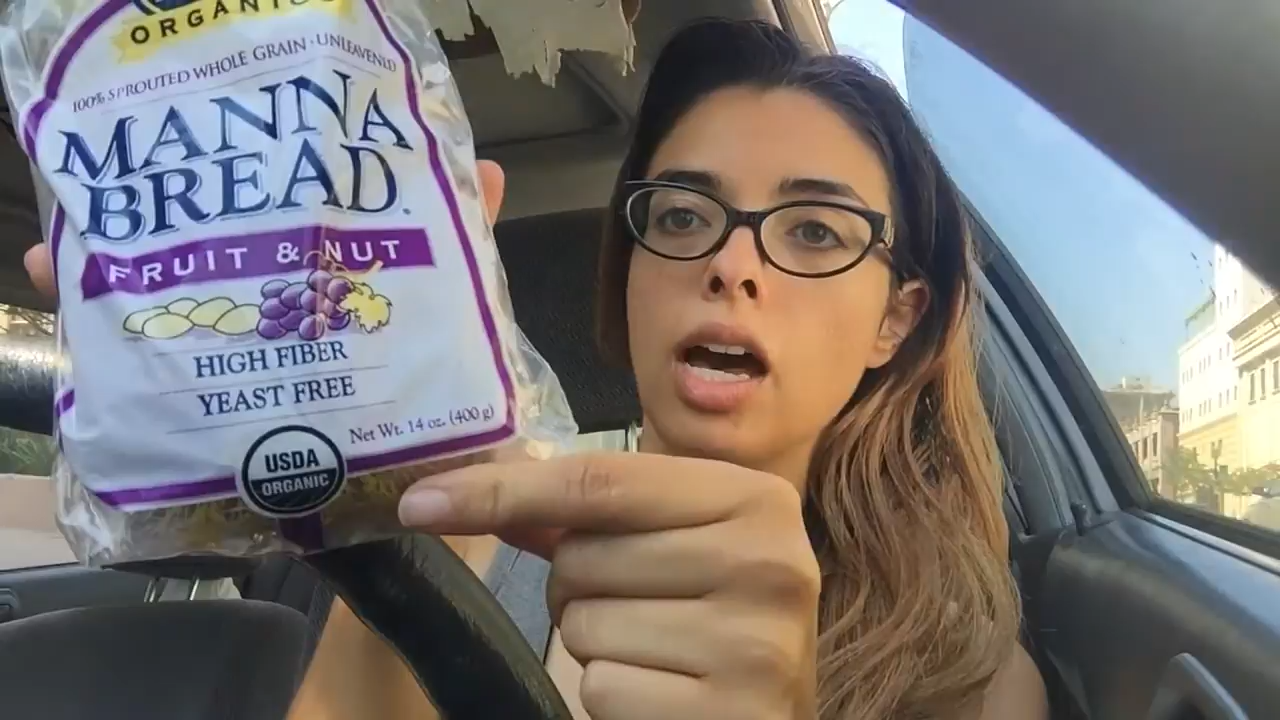 ORGANICS
100% SPROUTED WHOLE GRAIN · UNLEAVENED
MANNA
BREAD.
FRUIT & NUT
HIGH FIBER
YEAST FREE
Net Wt. 14 oz. (400 g)
USDA
ORGANIC